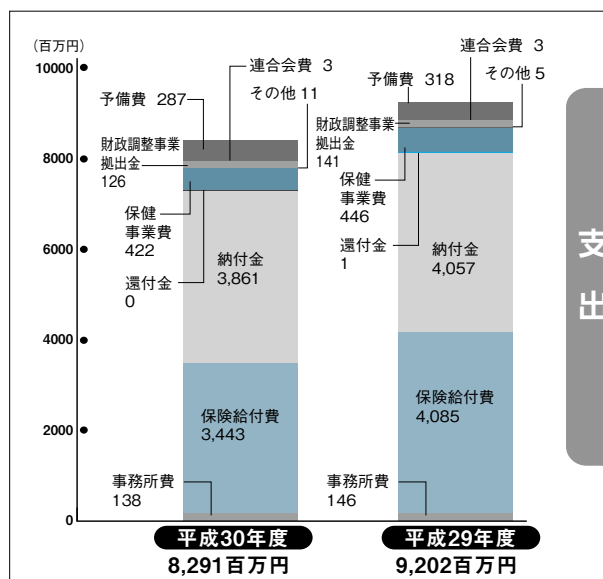 （百万円）
10000
8000
6000
4000
2000
0
連合会費 3
予備費 287
その他 11
財政調整事業
拠出金
126
保健
事業費
422
還付金
0
納付金
3,861
保険給付費
3,443
事務所費
138
平成30年度
8,291百万円
連合会費 3
予備費 318
その他 5
財政調整事業
拠出金
141
保健
事業費
446
還付金
1
納付金
4,057
保険給付費
4,085
事務所費
146
平成29年度
9,202百万円
支出